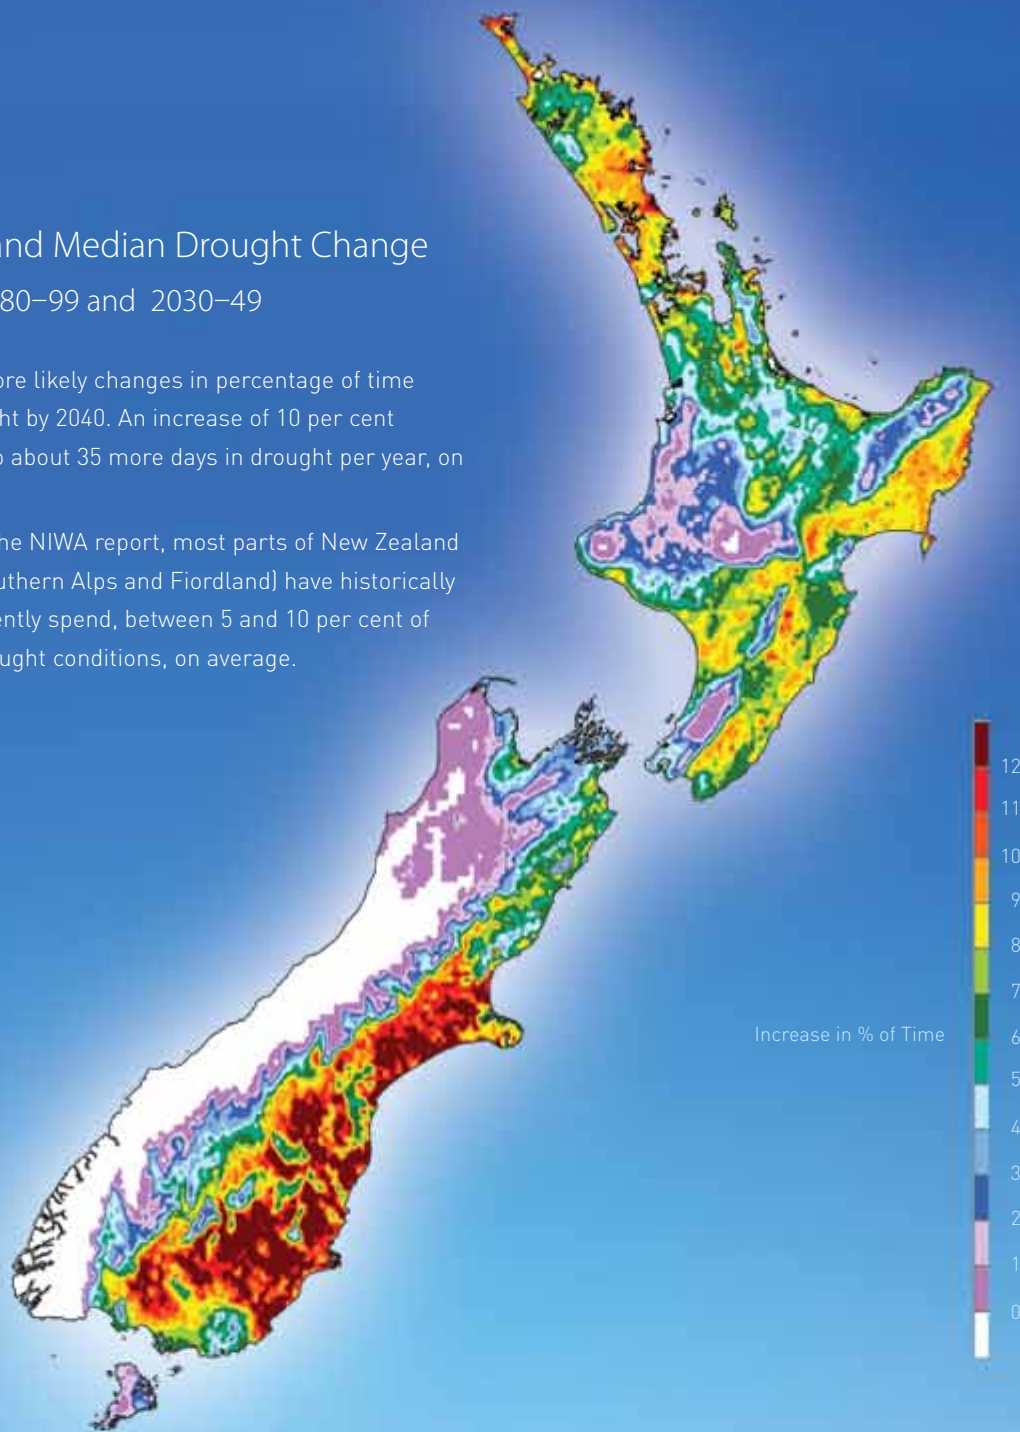 and Median Drought Change
80–99 and 2030–49
ore likely changes in percentage of time
ht by 2040. An increase of 10 per cent
o about 35 more days in drought per year, on
he NIWA report, most parts of New Zealand
uthern Alps and Fiordland) have historically
ently spend, between 5 and 10 per cent of
ught conditions, on average.
Increase in % of Time
12
11
10
9
8
7
6
5
4
3
2
1
0